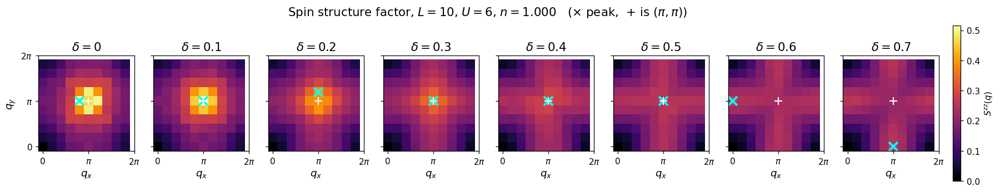 Spin structure factor, L = 10, U = 6, n = 1.000 (× peak, + is (π, π))
δ = 0 δ = 0.1 δ = 0.2 δ = 0.3 δ = 0.4 δ = 0.5 δ = 0.6 δ = 0.7
2π
π
0
q_y
0 π 2π 0 π 2π 0 π 2π 0 π 2π 0 π 2π 0 π 2π 0 π 2π 0 π 2π
q_x q_x q_x q_x q_x q_x q_x q_x
0.5
0.4
0.3
0.2
0.1
0.0
S^{zz}(q)